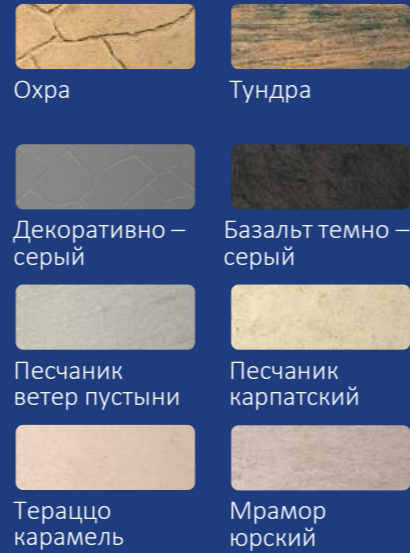 Охра
Тундра
Декоративно –
серый
Базальт темно –
серый
Песчаник
ветер пустыни
Песчаник
карпатский
Тераццо
карамель
Мрамор
юрский